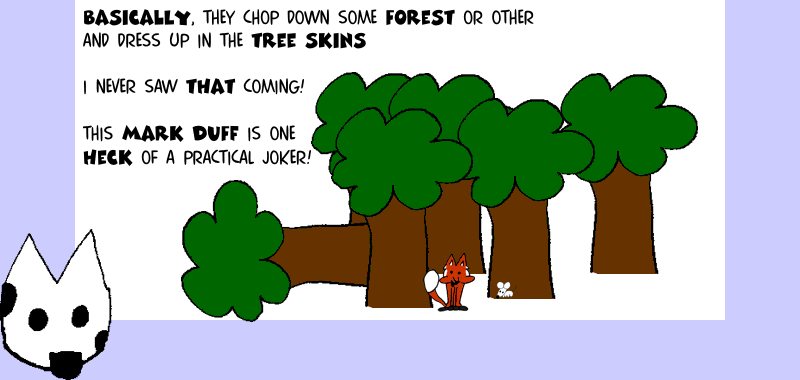 BASICALLY, THEY CHOP DOWN SOME FOREST OR OTHER
AND DRESS UP IN THE TREE SKINS
I NEVER SAW THAT COMING!
THIS MARK DUFF IS ONE
HECK OF A PRACTICAL JOKER!